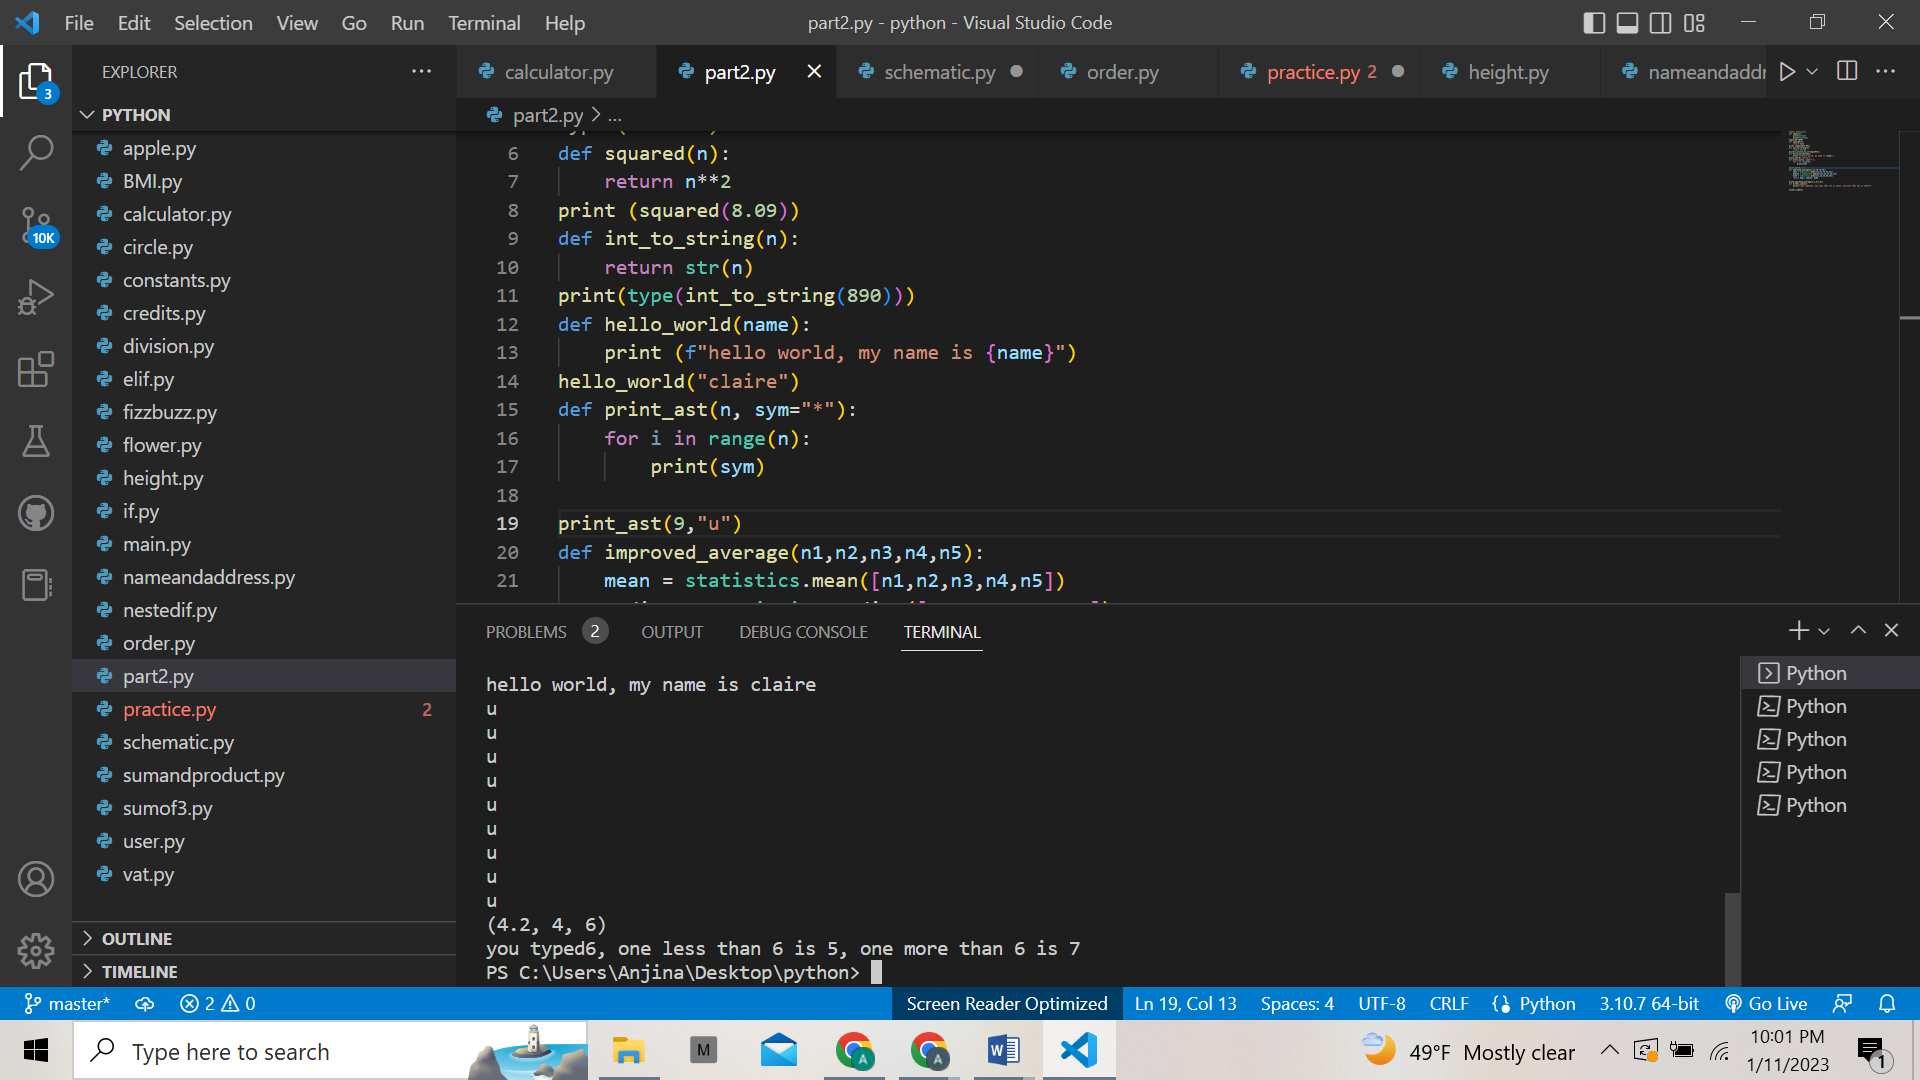 File Edit Selection View Go Run Terminal Help
part2.py - python - Visual Studio Code
EXPLORER
calculator.py
part2.py
schematic.py
order.py
practice.py 2
height.py
nameandaddr
3
10K
PYTHON
apple.py
BMI.py
calculator.py
circle.py
constants.py
credits.py
division.py
elif.py
fizzbuzz.py
flower.py
height.py
if.py
main.py
nameandaddress.py
nestedif.py
order.py
part2.py
practice.py 2
schematic.py
sumandproduct.py
sumof3.py
user.py
vat.py
OUTLINE
TIMELINE
part2.py > ...
6 def squared(n):
7 return n**2
8 print (squared(8.09))
9 def int_to_string(n):
10 return str(n)
11 print(type(int_to_string(890)))
12 def hello_world(name):
13 print (f"hello world, my name is {name}")
14 hello_world("claire")
15 def print_ast(n, sym="*"):
16 for i in range(n):
17 print(sym)
18
19 print_ast(9,"u")
20 def improved_average(n1,n2,n3,n4,n5):
21 mean = statistics.mean([n1,n2,n3,n4,n5])
PROBLEMS 2 OUTPUT DEBUG CONSOLE TERMINAL
hello world, my name is claire
u
u
u
u
u
u
u
u
u
(4.2, 4, 6)
you typed6, one less than 6 is 5, one more than 6 is 7
PS C:\Users\Anjina\Desktop\python>
Python
Python
Python
Python
Python
master* 2 0 Screen Reader Optimized Ln 19, Col 13 Spaces: 4 UTF-8 CRLF Python 3.10.7 64-bit Go Live
Type here to search
M
A
A
49°F Mostly clear
10:01 PM
1/11/2023
1